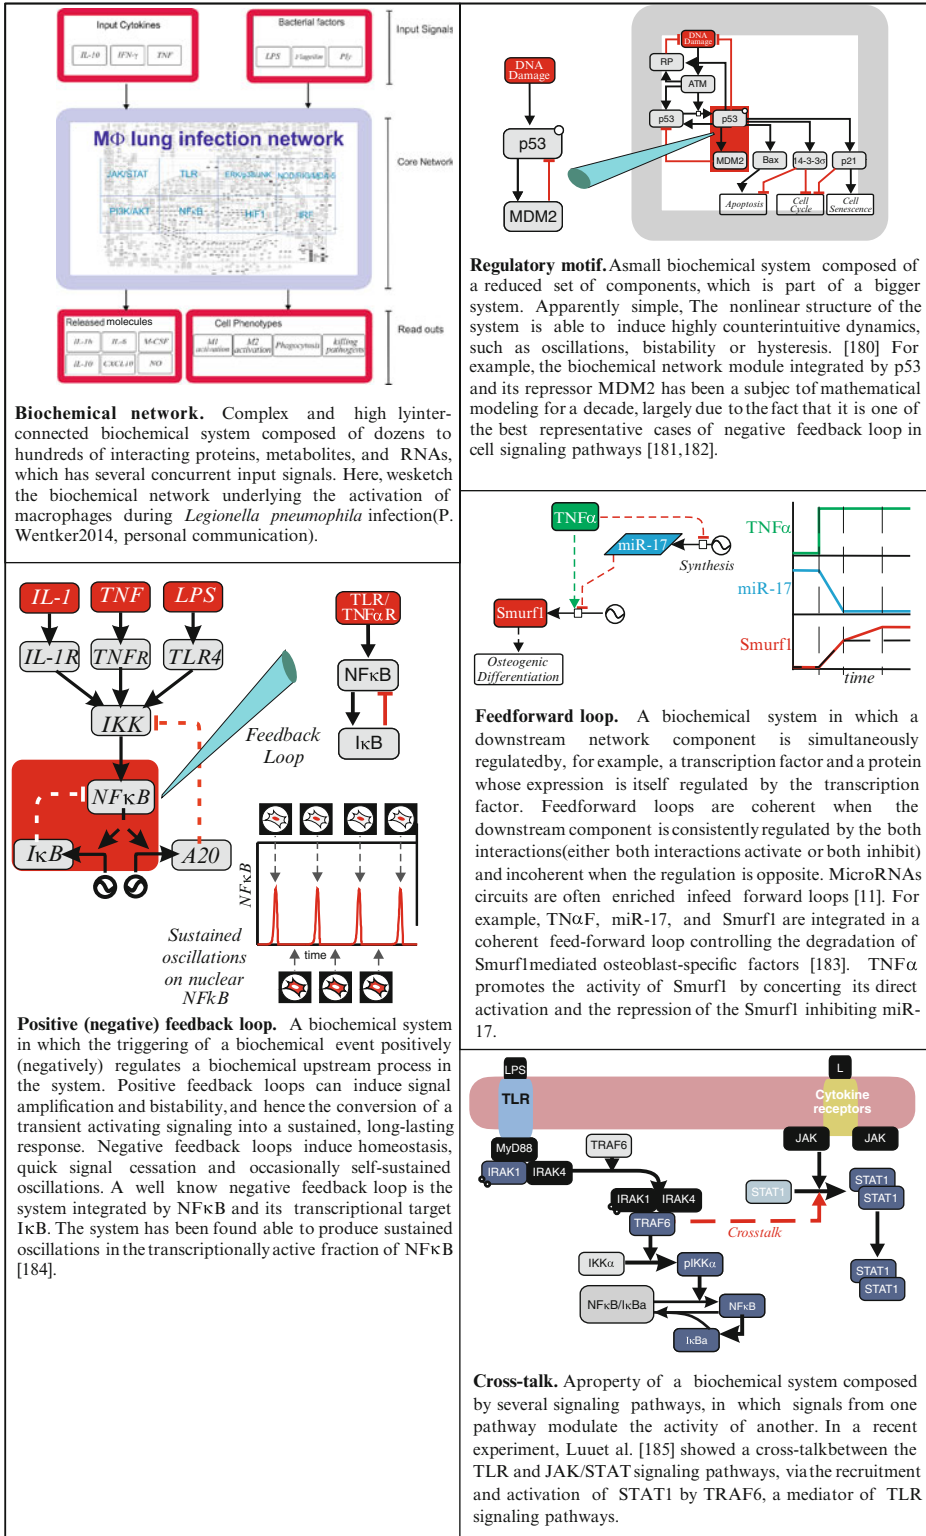 Input Cytokines
IL-10 IFN-γ TNF
Bacterial factors
LPS Flagellin Ply
Input Signals
MΦ lung infection network
JAK/STAT TLR ERK/p38/JNK
PI3K/AKT NFκB HIF1 IRF
Core Network
Released molecules
IL-1b IL-6 M-CSF
IL-10 CXCL10 NO
Cell Phenotypes
M1 activation M2 activation Phagocytosis killing pathogens
Read outs
Biochemical network. Complex and high lyinter-
connected biochemical system composed of dozens to
hundreds of interacting proteins, metabolites, and RNAs,
which has several concurrent input signals. Here, wesketch
the biochemical network underlying the activation of
macrophages during Legionella pneumophila infection(P.
Wentker2014, personal communication).
IL-1 TNF LPS
IL-1R TNFR TLR4
IKK
NFκB
IκB A20
Feedback
Loop
TLR/
TNFαR
NFκB
IκB
NFκB
time
Sustained
oscillations
on nuclear
NFkB
Positive (negative) feedback loop. A biochemical system
in which the triggering of a biochemical event positively
(negatively) regulates a biochemical upstream process in
the system. Positive feedback loops can induce signal
amplification and bistability, and hence the conversion of a
transient activating signaling into a sustained, long-lasting
response. Negative feedback loops induce homeostasis,
quick signal cessation and occasionally self-sustained
oscillations. A well know negative feedback loop is the
system integrated by NFκB and its transcriptional target
IκB. The system has been found able to produce sustained
oscillations in the transcriptionally active fraction of NFκB
[184].
DNA
Damage
p53
MDM2
DNA
Damage
RP
ATM
p53 p53
MDM2 Bax 14-3-3σ p21
Apoptosis Cell Cycle Cell Senescence
Regulatory motif. Asmall biochemical system composed of
a reduced set of components, which is part of a bigger
system. Apparently simple, The nonlinear structure of the
system is able to induce highly counterintuitive dynamics,
such as oscillations, bistability or hysteresis. [180] For
example, the biochemical network module integrated by p53
and its repressor MDM2 has been a subjec tof mathematical
modeling for a decade, largely due to the fact that it is one of
the best representative cases of negative feedback loop in
cell signaling pathways [181,182].
TNFα
miR-17
Synthesis
Smurf1
Osteogenic
Differentiation
TNFα
miR-17
Smurf1
time
Feedforward loop. A biochemical system in which a
downstream network component is simultaneously
regulatedby, for example, a transcription factor and a protein
whose expression is itself regulated by the transcription
factor. Feedforward loops are coherent when the
downstream component is consistently regulated by the both
interactions(either both interactions activate or both inhibit)
and incoherent when the regulation is opposite. MicroRNAs
circuits are often enriched infeed forward loops [11]. For
example, TNαF, miR-17, and Smurf1 are integrated in a
coherent feed-forward loop controlling the degradation of
Smurf1mediated osteoblast-specific factors [183]. TNFα
promotes the activity of Smurf1 by concerting its direct
activation and the repression of the Smurf1 inhibiting miR-
17.
LPS
TLR
MyD88
IRAK1 IRAK4
TRAF6
IRAK1 IRAK4
TRAF6
L
Cytokine
receptors
JAK JAK
STAT1
STAT1
STAT1
Crosstalk
STAT1
STAT1
IKKα pIKKα
NFκB/IκBa NFκB
IκBa
Cross-talk. Aproperty of a biochemical system composed
by several signaling pathways, in which signals from one
pathway modulate the activity of another. In a recent
experiment, Luuet al. [185] showed a cross-talkbetween the
TLR and JAK/STAT signaling pathways, via the recruitment
and activation of STAT1 by TRAF6, a mediator of TLR
signaling pathways.